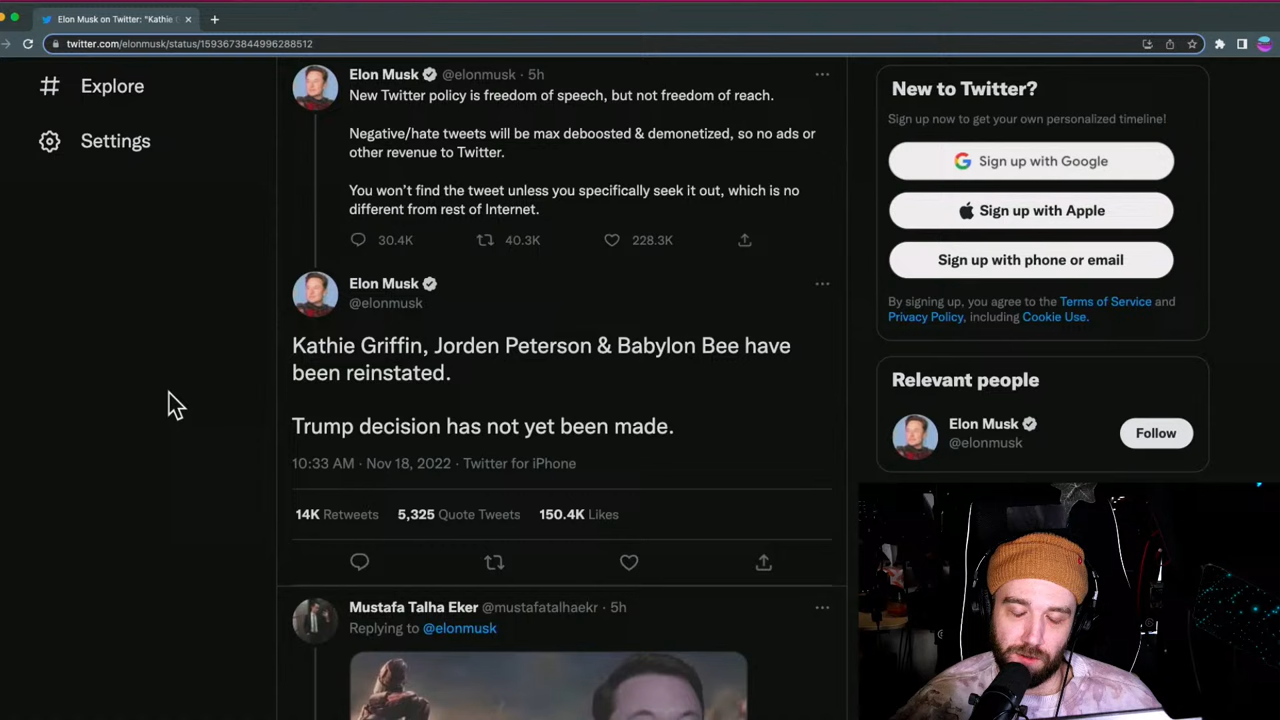 Elon Musk on Twitter: "Kathie
twitter.com/elonmusk/status/1593673844996288512
Explore
Settings
Elon Musk @elonmusk · 5h
New Twitter policy is freedom of speech, but not freedom of reach.
Negative/hate tweets will be max deboosted & demonetized, so no ads or
other revenue to Twitter.
You won't find the tweet unless you specifically seek it out, which is no
different from rest of Internet.
30.4K 40.3K 228.3K
Elon Musk
@elonmusk
Kathie Griffin, Jorden Peterson & Babylon Bee have
been reinstated.
Trump decision has not yet been made.
10:33 AM · Nov 18, 2022 · Twitter for iPhone
14K Retweets 5,325 Quote Tweets 150.4K Likes
Mustafa Talha Eker @mustafatalhaekr · 5h
Replying to @elonmusk
New to Twitter?
Sign up now to get your own personalized timeline!
Sign up with Google
Sign up with Apple
Sign up with phone or email
By signing up, you agree to the Terms of Service and
Privacy Policy, including Cookie Use.
Relevant people
Elon Musk
@elonmusk
Follow